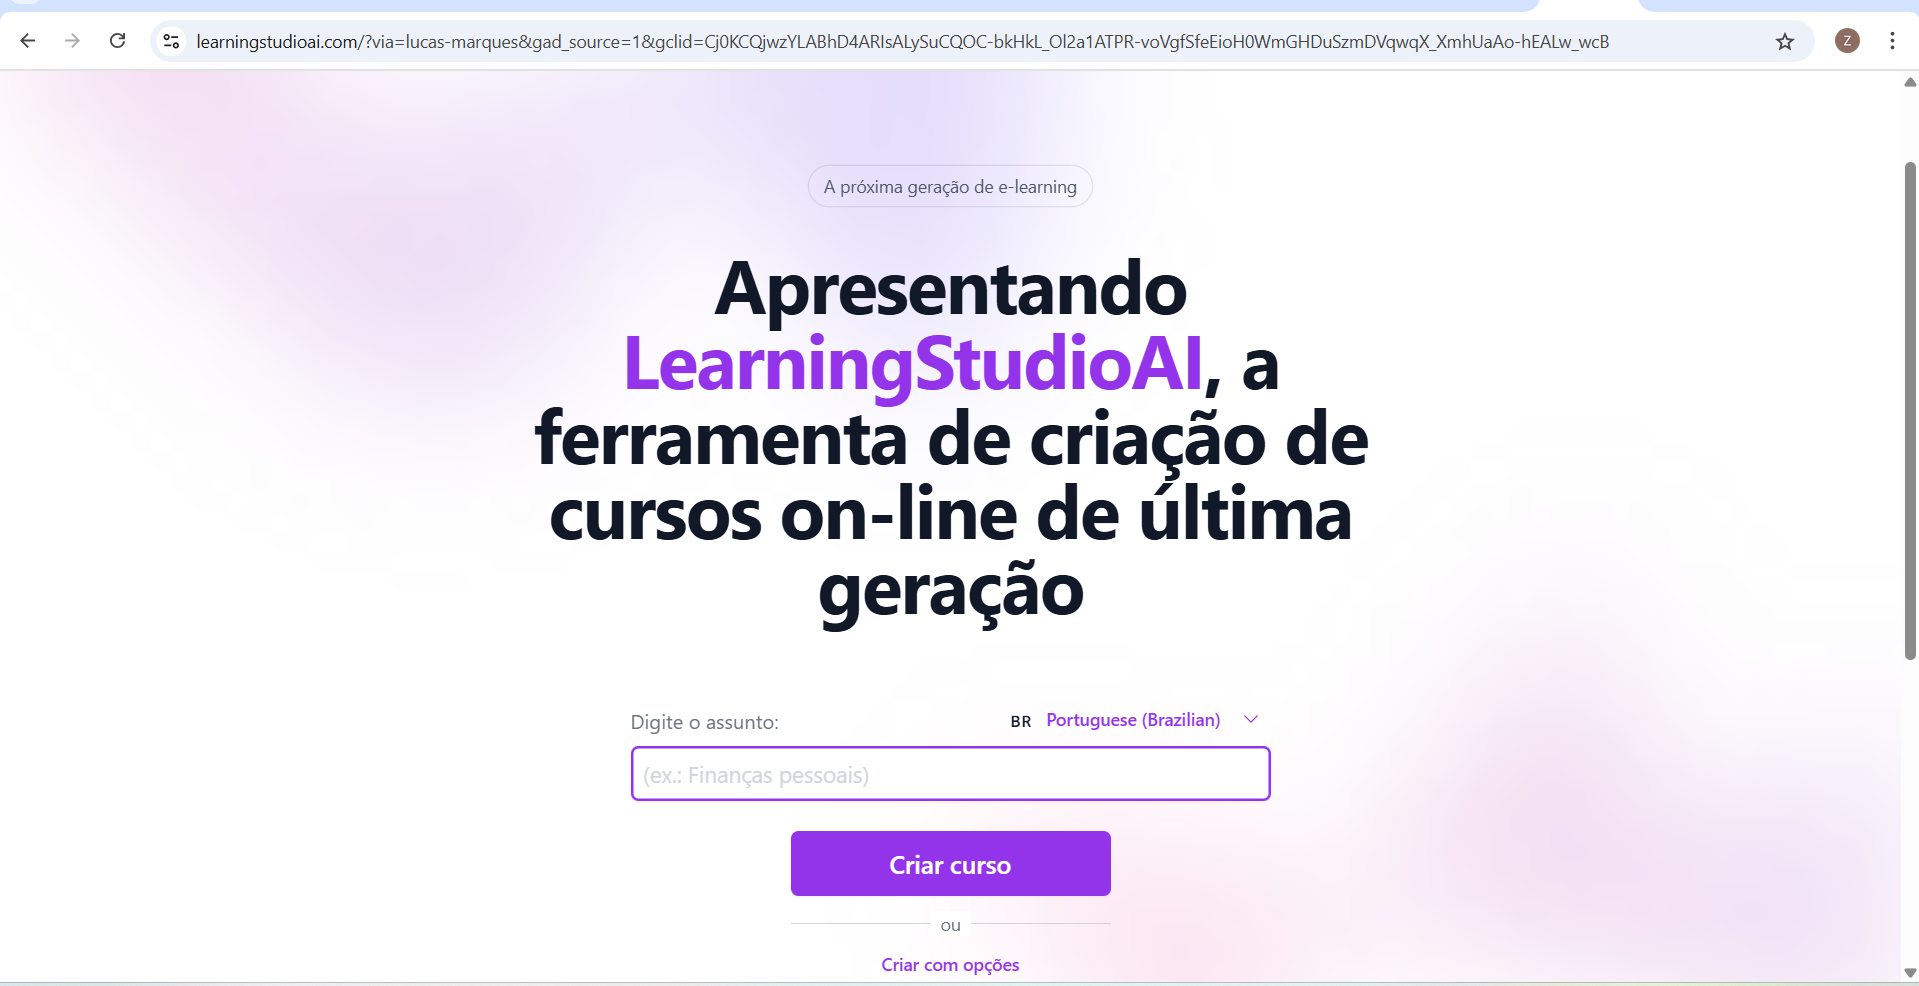 learningstudioai.com/?via=lucas-marques&gad_source=1&gclid=Cj0KCQjwzYLABhD4ARIsALySuCQOC-bkHkL_Ol2a1ATPR-voVgfSfeEioH0WmGHDuSzmDVqwqX_XmhUaAo-hEALw_wcB
Z
A próxima geração de e-learning
Apresentando
LearningStudioAI, a
ferramenta de criação de
cursos on-line de última
geração
Digite o assunto:
BR Portuguese (Brazilian)
(ex.: Finanças pessoais)
Criar curso
ou
Criar com opções